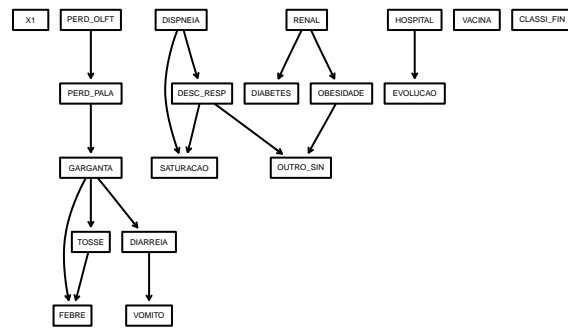 X1 PERD_OLFT DISPNEIA RENAL HOSPITAL VACINA CLASSI_FIN
PERD_PALA DESC_RESP DIABETES OBESIDADE EVOLUCAO
GARGANTA SATURACAO OUTRO_SIN
TOSSE DIARREIA
FEBRE VOMITO